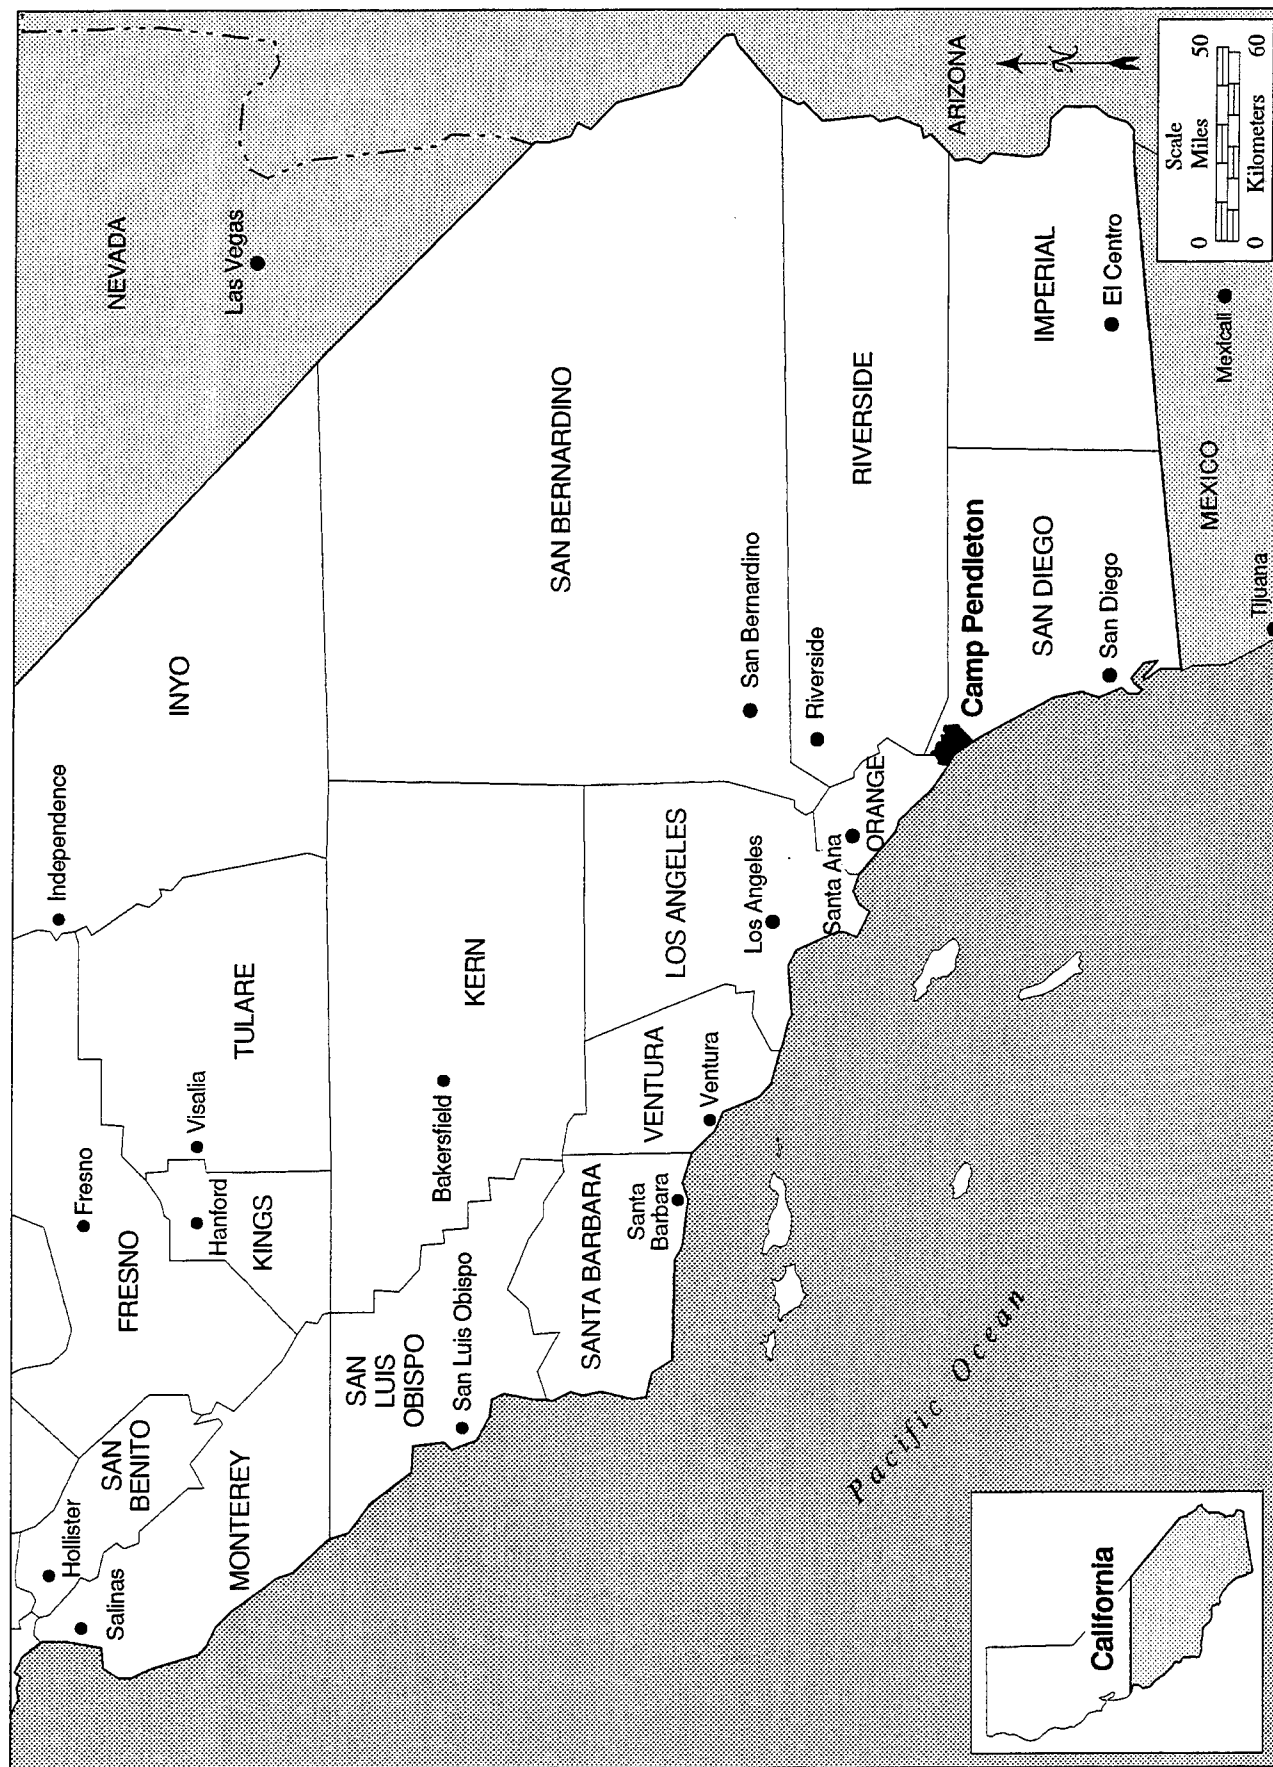 NEVADA
Las Vegas
Independence
INYO
Fresno
FRESNO
Visalia
TULARE
Hanford
KINGS
Hollister
SAN
BENITO
Salinas
MONTEREY
SAN
LUIS
OBISPO
San Luis Obispo
Bakersfield
KERN
SAN BERNARDINO
San Bernardino
SANTA BARBARA
Santa
Barbara
VENTURA
Ventura
LOS ANGELES
Los Angeles
Santa Ana
ORANGE
Riverside
RIVERSIDE
Camp Pendleton
SAN DIEGO
San Diego
IMPERIAL
El Centro
ARIZONA
N
MEXICO
Mexicali
Tijuana
Pacific Ocean
California
Scale
0 Miles 50
0 Kilometers 60